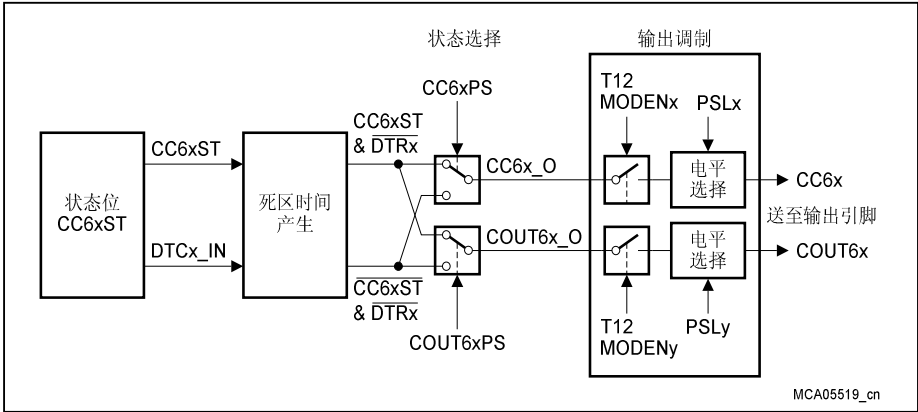 状态选择
输出调制
CC6xPS
T12
MODENx
PSLx
CC6xST
& DTRx
CC6xST
CC6x_O
电平
选择
CC6x
状态位
CC6xST
死区时间
产生
送至输出引脚
DTCx_IN
COUT6x_O
电平
选择
COUT6x
CC6xST
& DTRx
T12
MODENy
PSLy
COUT6xPS
MCA05519_cn